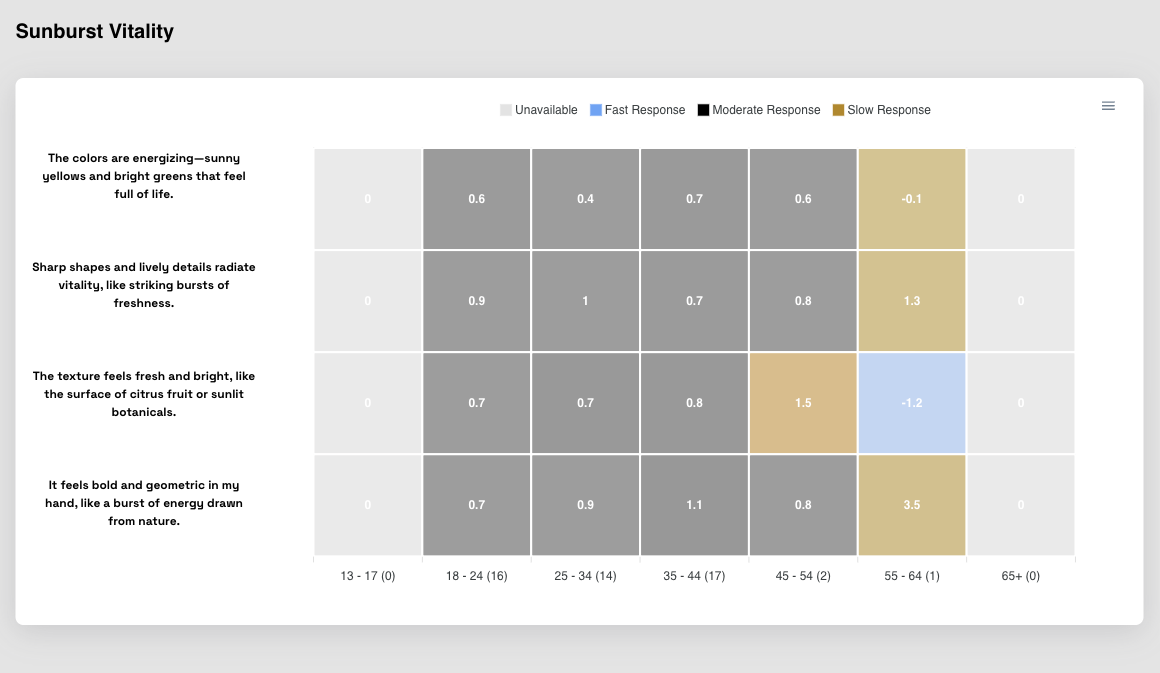 Sunburst Vitality
Unavailable Fast Response Moderate Response Slow Response
The colors are energizing—sunny
yellows and bright greens that feel
full of life.
0 0.6 0.4 0.7 0.6 -0.1 0
Sharp shapes and lively details radiate
vitality, like striking bursts of
freshness.
0 0.9 1 0.7 0.8 1.3 0
The texture feels fresh and bright, like
the surface of citrus fruit or sunlit
botanicals.
0 0.7 0.7 0.8 1.5 -1.2 0
It feels bold and geometric in my
hand, like a burst of energy drawn
from nature.
0 0.7 0.9 1.1 0.8 3.5 0
13 - 17 (0) 18 - 24 (16) 25 - 34 (14) 35 - 44 (17) 45 - 54 (2) 55 - 64 (1) 65+ (0)